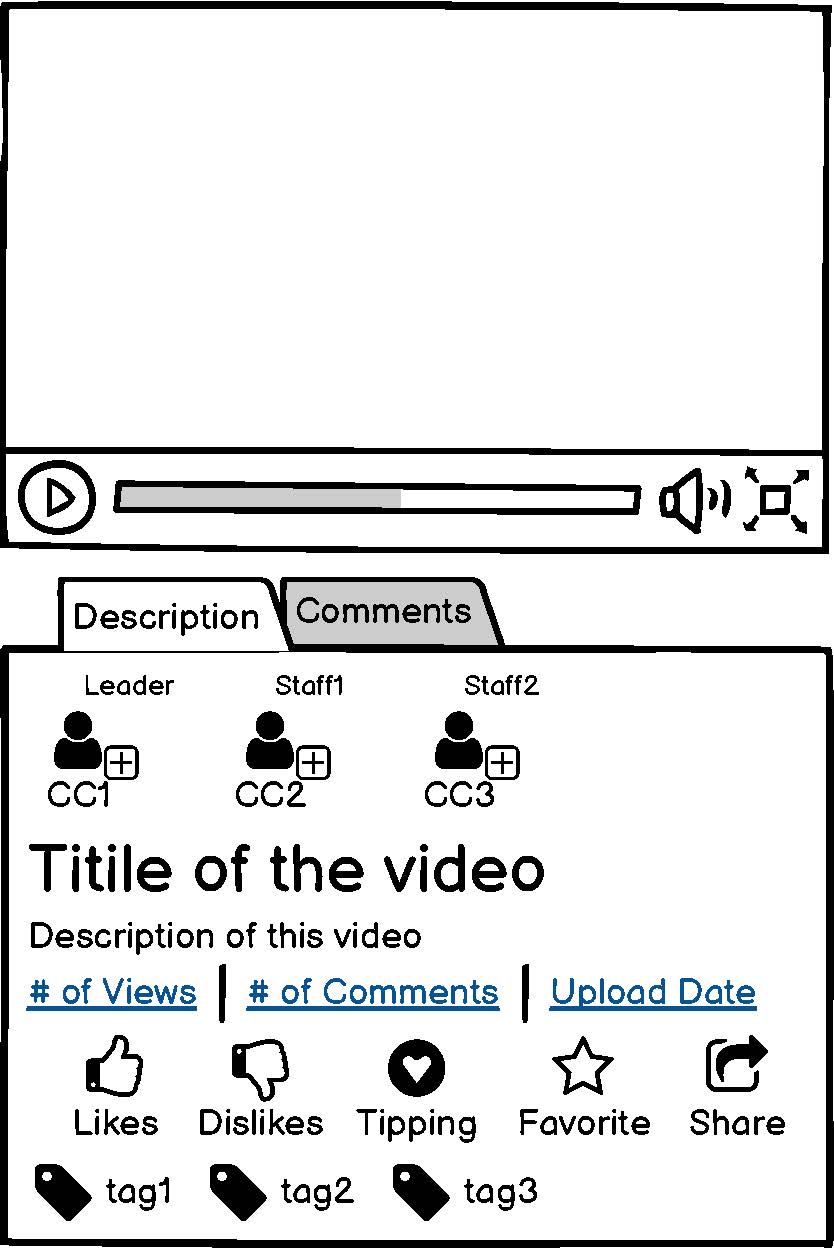 Description Comments
Leader Staff1 Staff2
CC1 CC2 CC3
Titile of the video
Description of this video
# of Views | # of Comments | Upload Date
Likes Dislikes Tipping Favorite Share
tag1 tag2 tag3